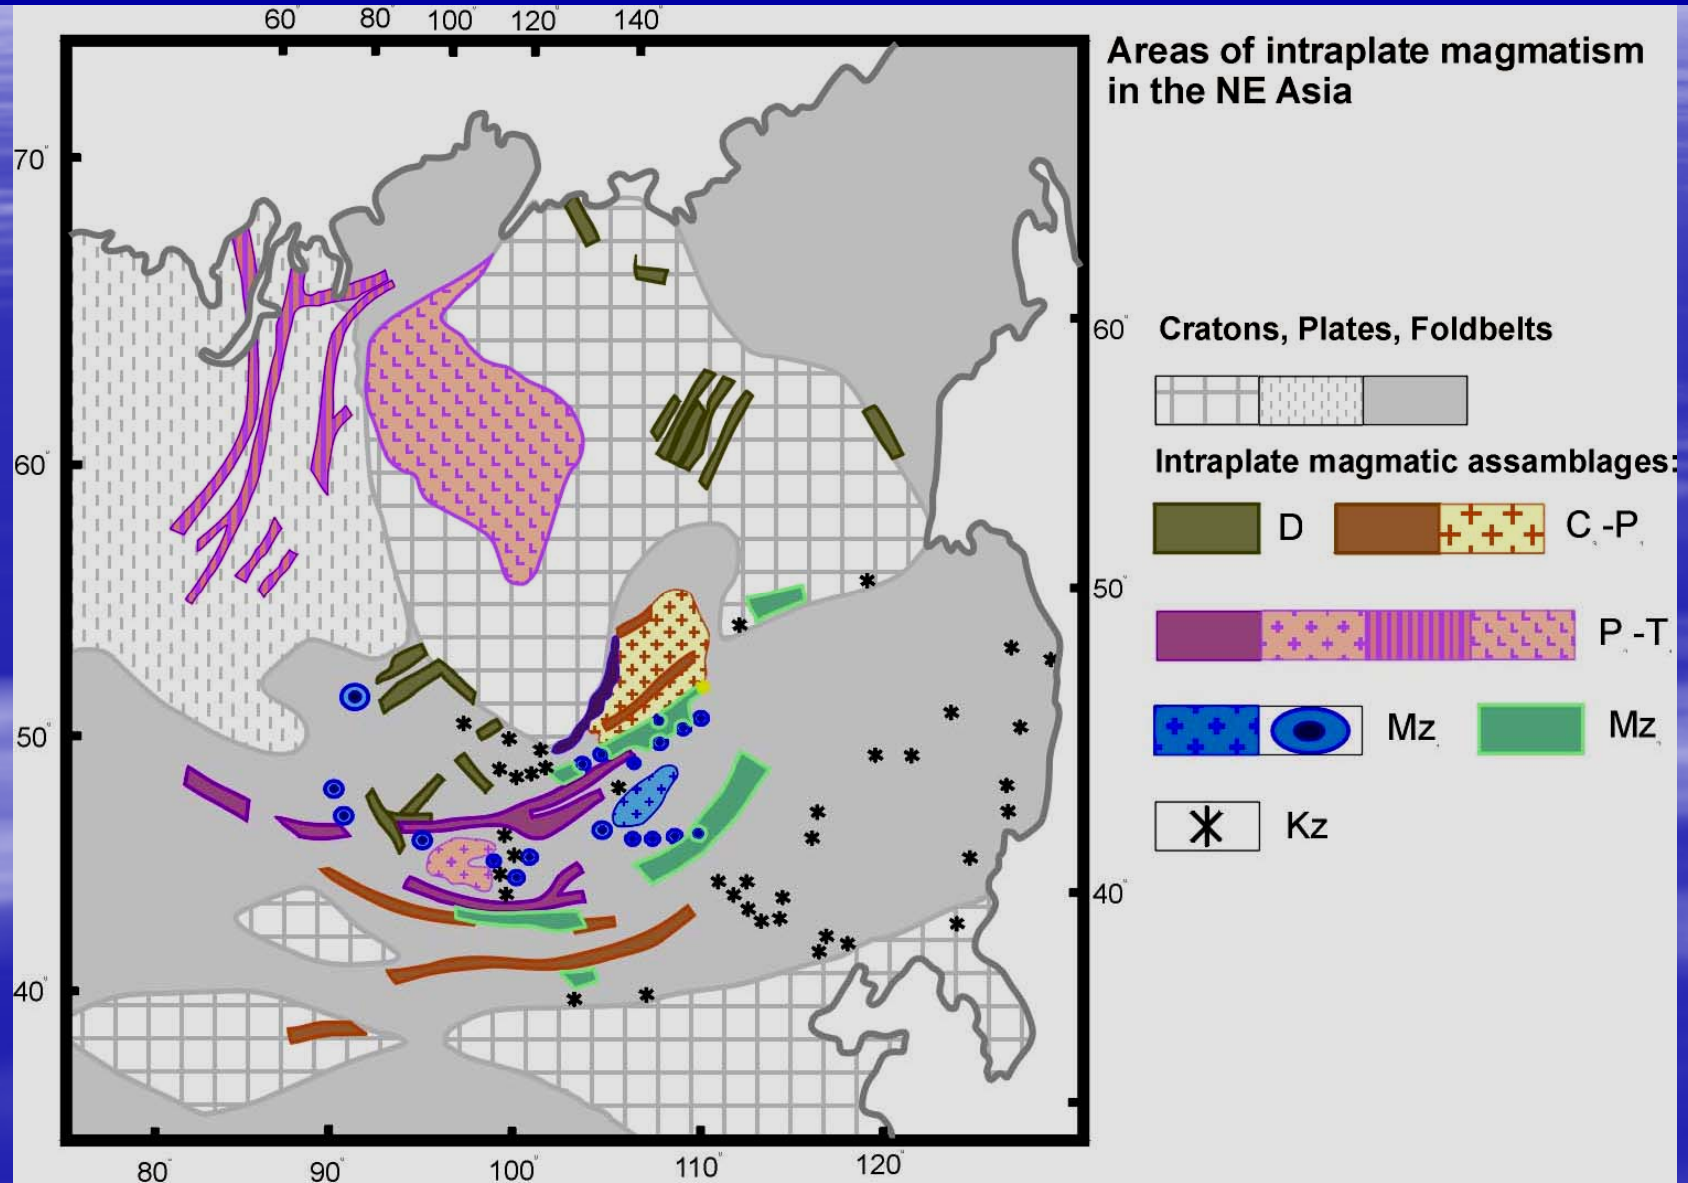 60° 80° 100° 120° 140°
Areas of intraplate magmatism
in the NE Asia
70°
60°
Cratons, Plates, Foldbelts
60°
Intraplate magmatic assamblages:
D
C -P
50°
P -T
50°
Mz
Mz
Kz
40°
40°
80° 90° 100° 110° 120°